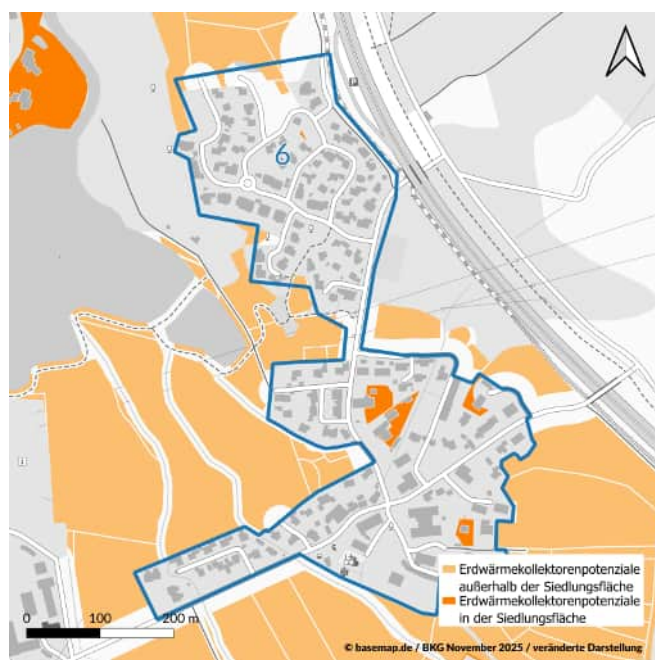 6
Erdwärmekollektorenpotenziale
außerhalb der Siedlungsfläche
Erdwärmekollektorenpotenziale
in der Siedlungsfläche
0 100 200 m
© basemap.de / BKG November 2025 / veränderte Darstellung